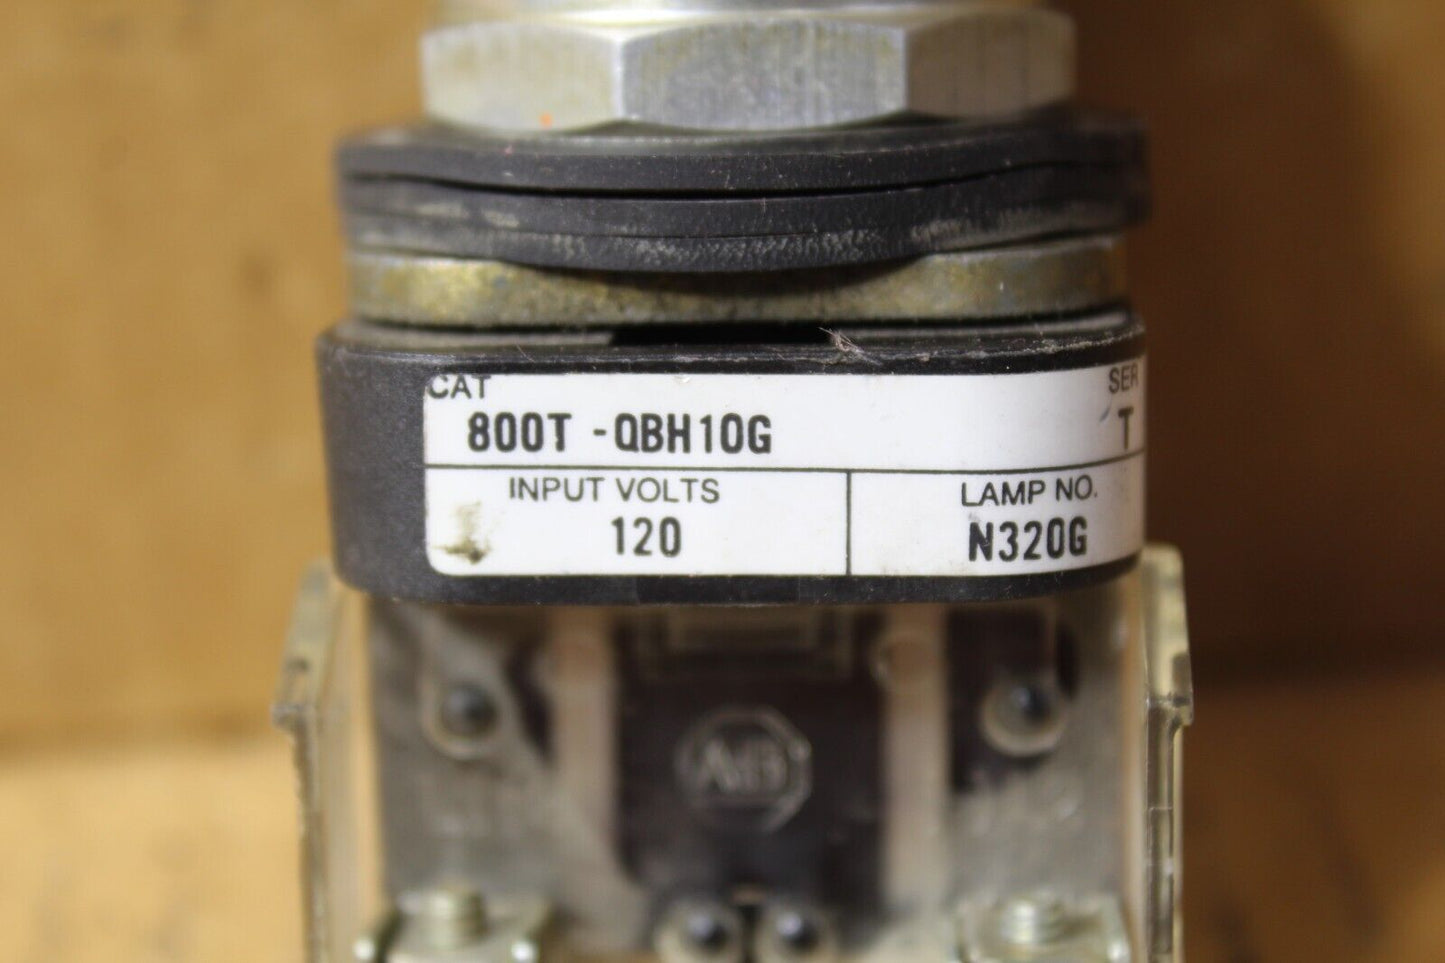 CAT SER
800T -QBH10G T
INPUT VOLTS LAMP NO.
120 N320G
AB